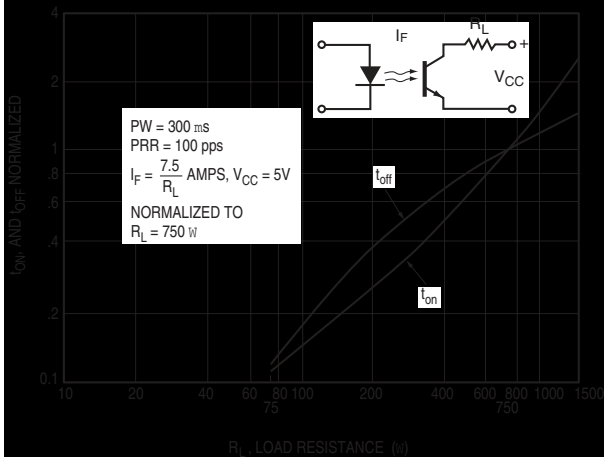 4
2
1
.8
.6
.4
.2
0.1
tON, AND tOFF NORMALIZED
IF
RL
+
VCC
PW = 300 ms
PRR = 100 pps
IF = 7.5 / RL AMPS, VCC = 5V
NORMALIZED TO
RL = 750 W
toff
ton
10 20 40 60 80 100 200 400 600 800 1000 1500
75 750
RL, LOAD RESISTANCE (W)